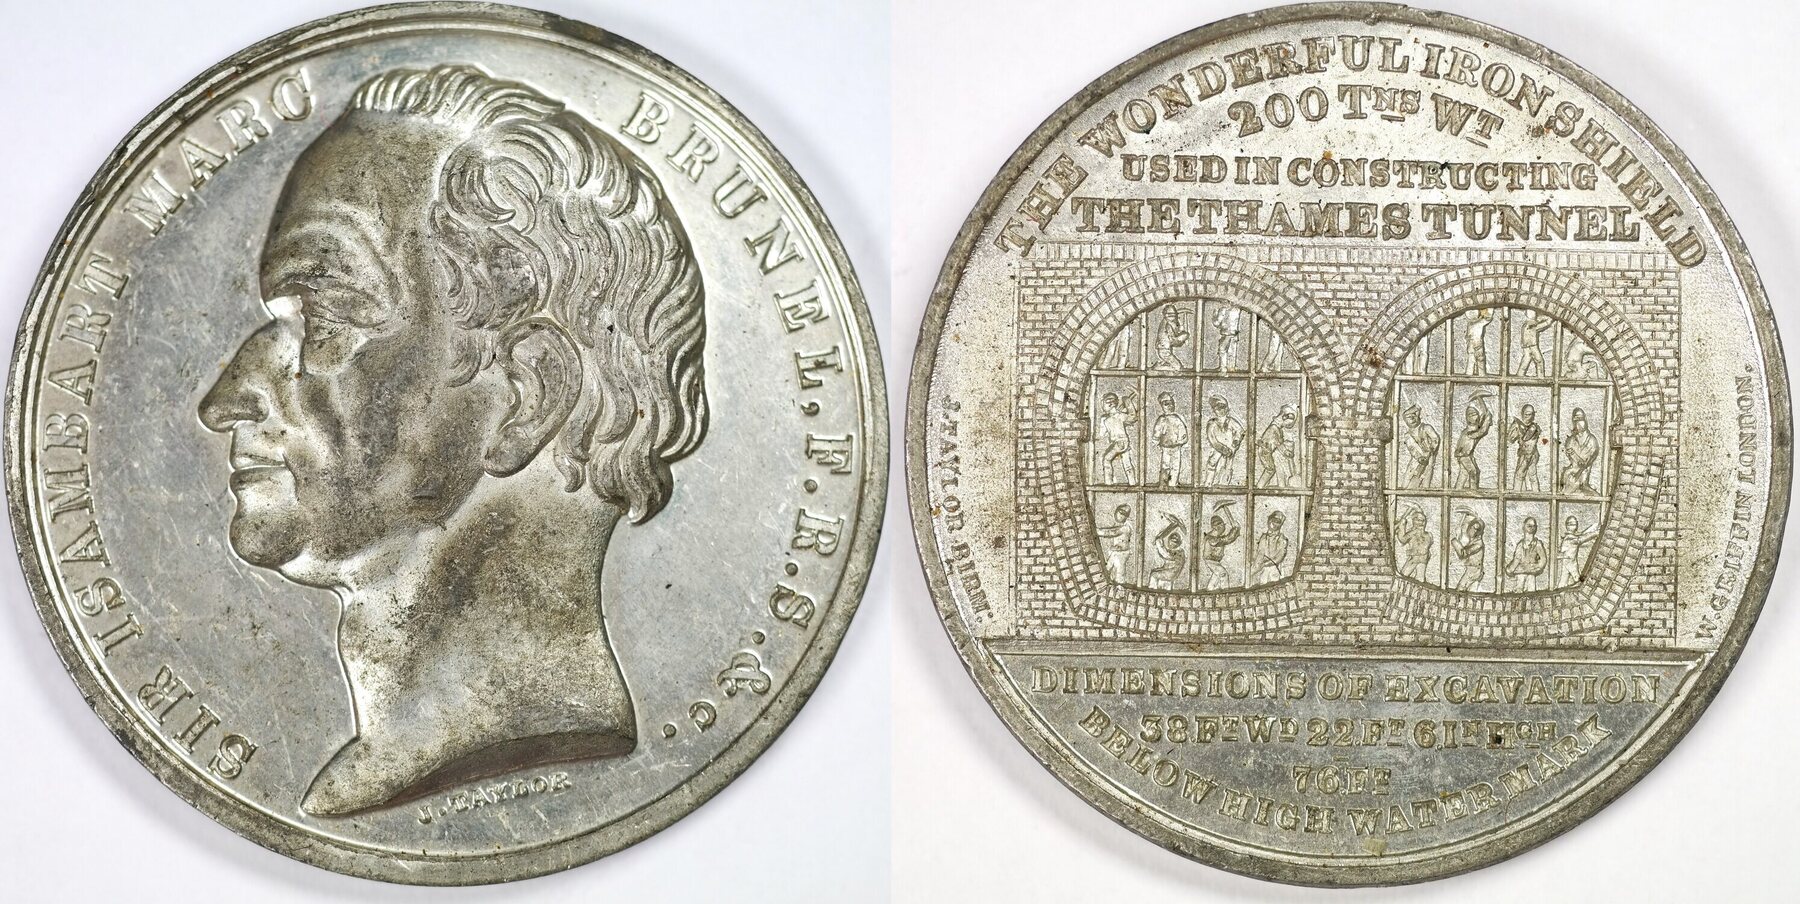 SIR ISAMBART MARC BRUNEL, F.R.S. &c.
J. TAYLOR
THE WONDERFUL IRON SHIELD
200 TNS WT
USED IN CONSTRUCTING
THE THAMES TUNNEL
J. TAYLOR BIRM.
W. GRIFFIN LONDON.
DIMENSIONS OF EXCAVATION
38 FT WD 22 FT 6 IN HGH
76 FT
BELOW HIGH WATER MARK